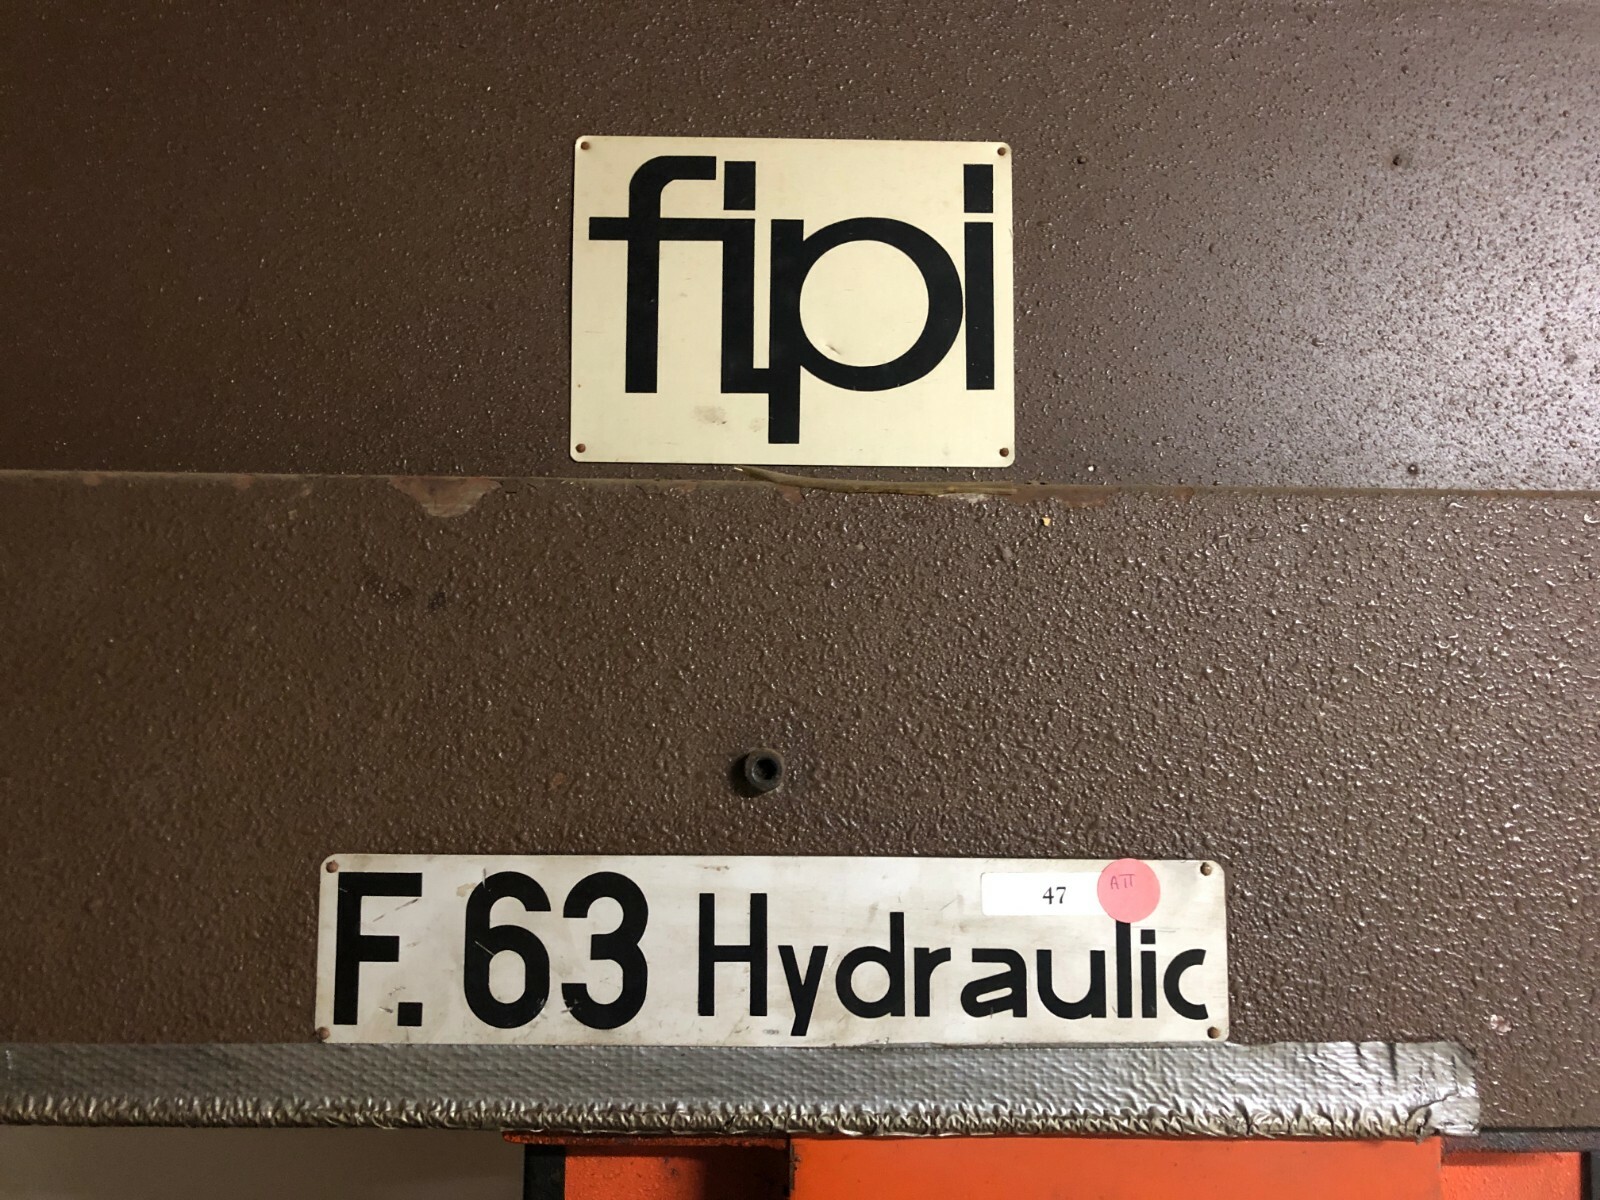 fipi
47
ATT
F. 63 Hydraulic